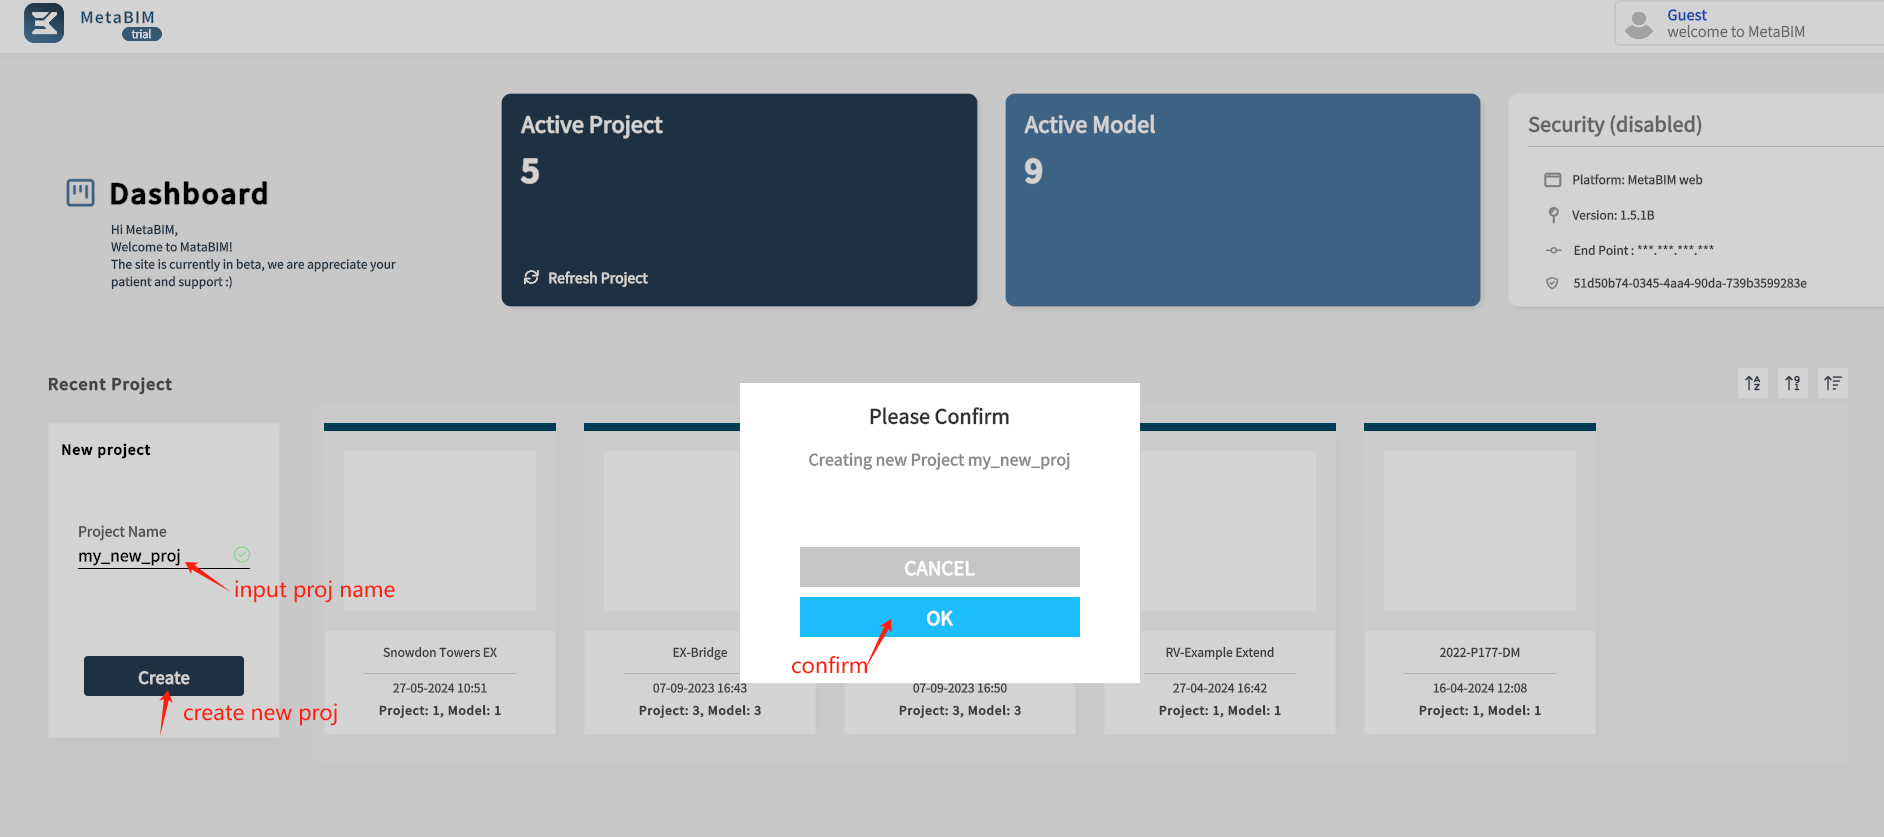 MetaBIM
trial
Guest
welcome to MetaBIM
Dashboard
Hi MetaBIM,
Welcome to MataBIM!
The site is currently in beta, we are appreciate your
patient and support :)
Active Project
5
Refresh Project
Active Model
9
Security (disabled)
Platform: MetaBIM web
Version: 1.5.1B
End Point : ***.***.***.***
51d50b74-0345-4aa4-90da-739b3599283e
Recent Project
New project
Project Name
my_new_proj
input proj name
Create
create new proj
Please Confirm
Creating new Project my_new_proj
CANCEL
OK
confirm
Snowdon Towers EX
27-05-2024 10:51
Project: 1, Model: 1
EX-Bridge
07-09-2023 16:43
Project: 3, Model: 3
07-09-2023 16:50
Project: 3, Model: 3
RV-Example Extend
27-04-2024 16:42
Project: 1, Model: 1
2022-P177-DM
16-04-2024 12:08
Project: 1, Model: 1